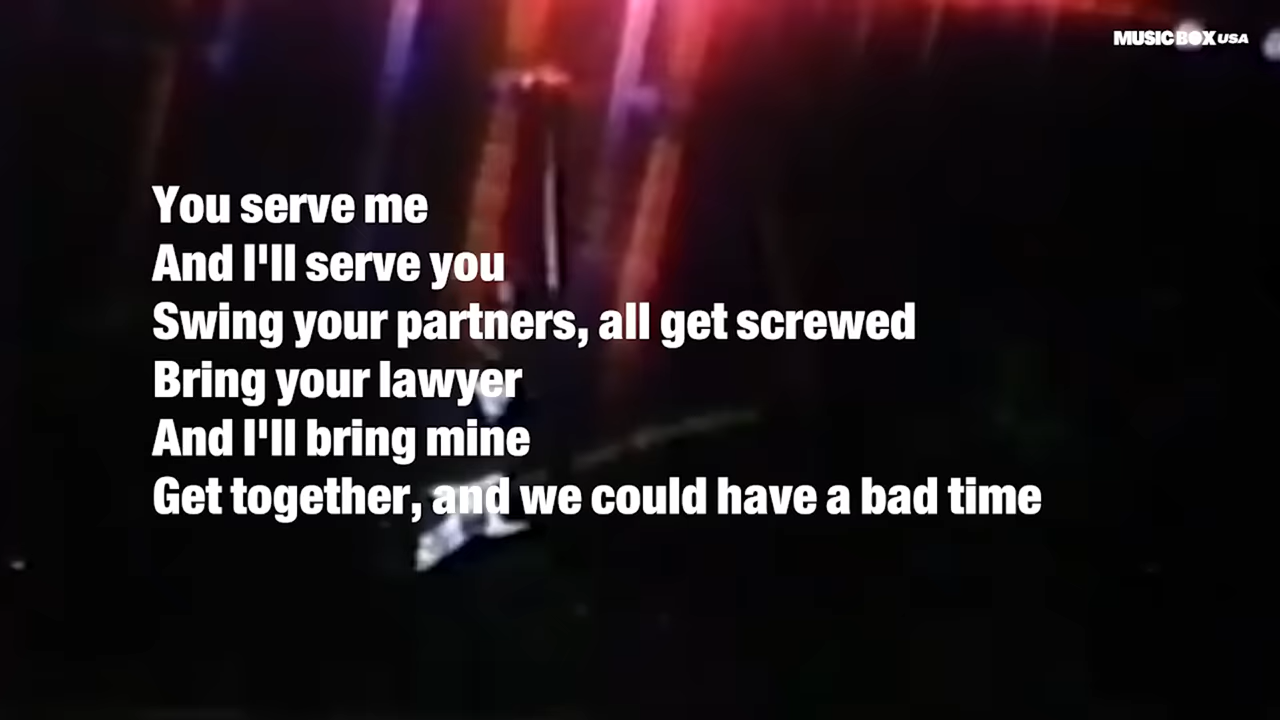 MUSIC BOX USA
You serve me
And I'll serve you
Swing your partners, all get screwed
Bring your lawyer
And I'll bring mine
Get together, and we could have a bad time